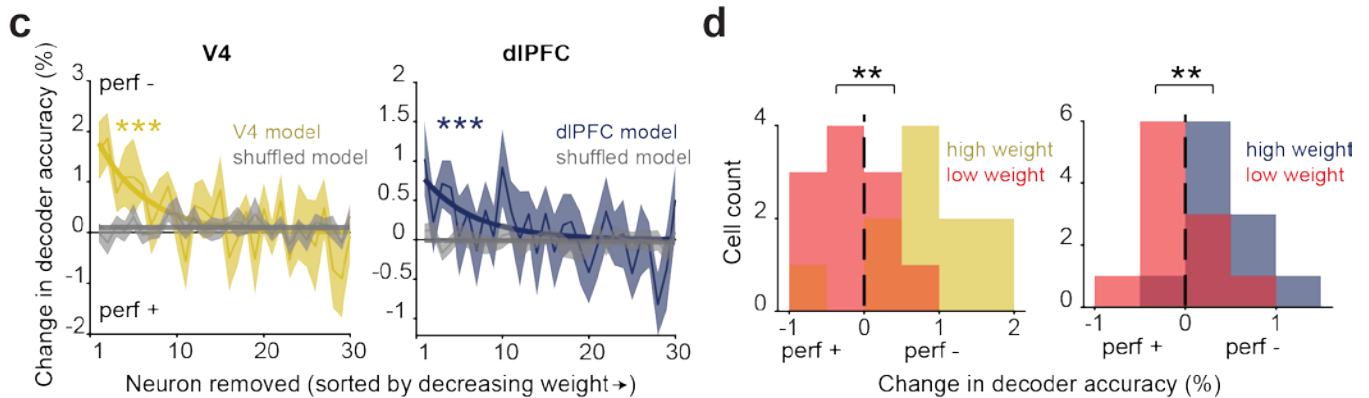 c
V4
dlPFC
Change in decoder accuracy (%)
3
2
1
0
-1
-2
perf -
***
V4 model
shuffled model
perf +
1
10
20
30
2
1.5
1.0
0.5
0
-0.5
-1
***
dlPFC model
shuffled model
1
10
20
30
Neuron removed (sorted by decreasing weight→)
d
**
**
Cell count
4
2
0
high weight
low weight
-1
0
1
2
perf +
perf -
6
4
2
0
high weight
low weight
-1
0
1
perf +
perf -
Change in decoder accuracy (%)